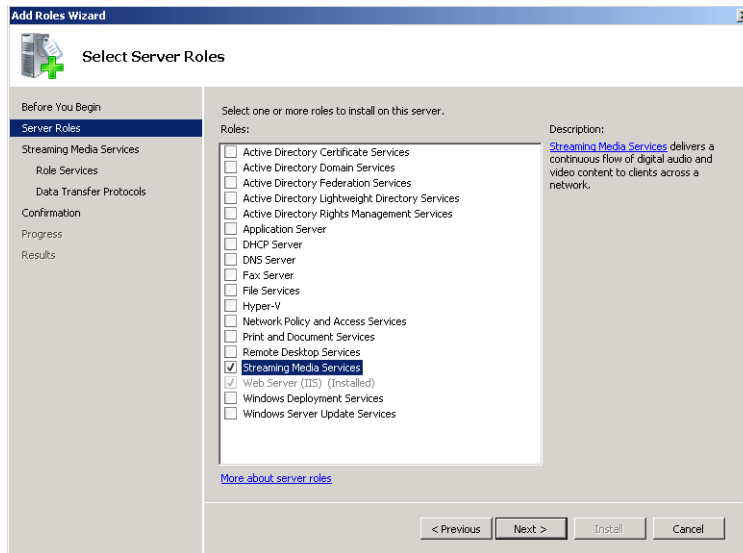 Add Roles Wizard
Select Server Roles
Before You Begin
Server Roles
Streaming Media Services
Role Services
Data Transfer Protocols
Confirmation
Progress
Results
Select one or more roles to install on this server.
Roles:
Active Directory Certificate Services
Active Directory Domain Services
Active Directory Federation Services
Active Directory Lightweight Directory Services
Active Directory Rights Management Services
Application Server
DHCP Server
DNS Server
Fax Server
File Services
Hyper-V
Network Policy and Access Services
Print and Document Services
Remote Desktop Services
Streaming Media Services
Web Server (IIS) (Installed)
Windows Deployment Services
Windows Server Update Services
More about server roles
Description:
Streaming Media Services delivers a
continuous flow of digital audio and
video content to clients across a
network.
< Previous
Next >
Install
Cancel